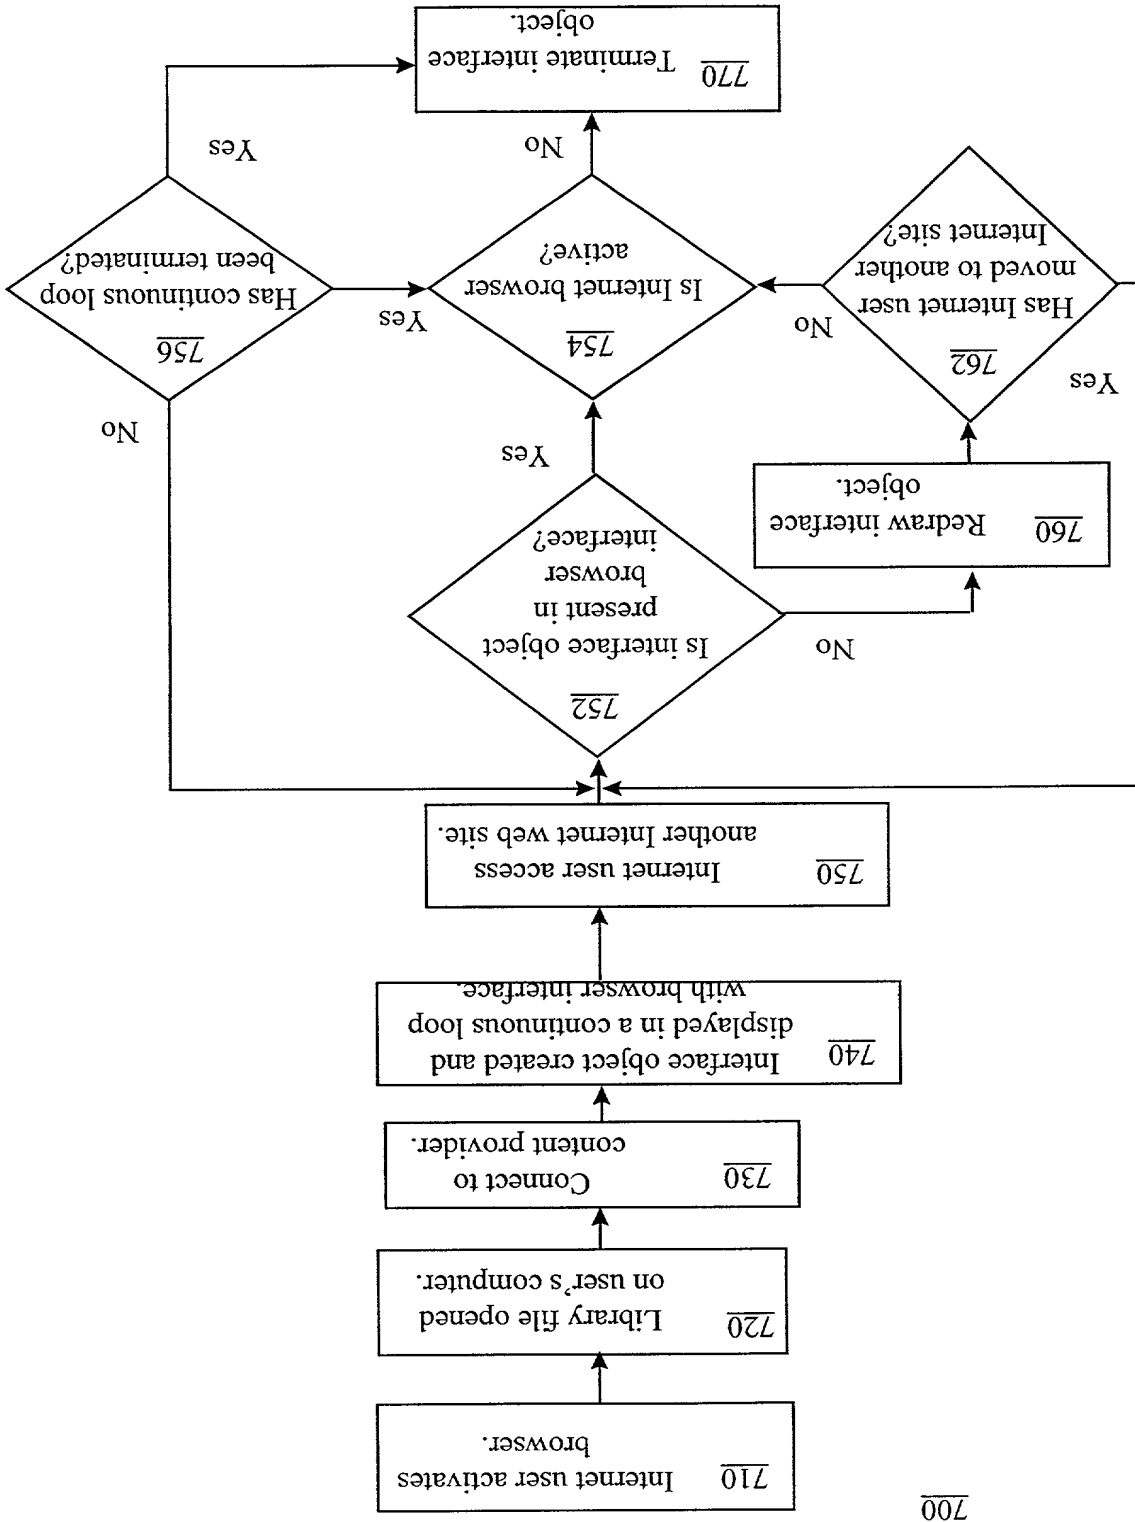 700
710
Internet user activates
browser.
720
Library file opened
on user's computer.
730
Connect to
content provider.
740
Interface object created and
displayed in a continuous loop
with browser interface.
750
Internet user access
another Internet web site.
752
Is interface object
present in
browser
interface?
No
Yes
760
Redraw interface
object.
762
Has Internet user
moved to another
Internet site?
Yes
No
754
Is Internet browser
active?
Yes
No
756
Has continuous loop
been terminated?
No
Yes
770
Terminate interface
object.